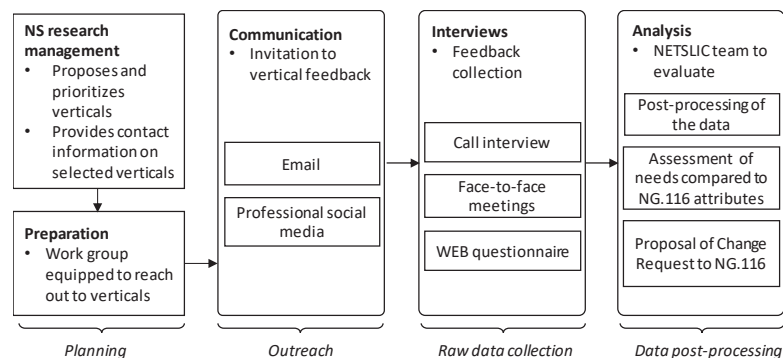 NS research
management
• Proposes and
prioritizes
verticals
• Provides contact
information on
selected verticals
Preparation
• Work group
equipped to reach
out to verticals
Planning
Communication
• Invitation to
vertical feedback
Email
Professional social
media
Outreach
Interviews
• Feedback
collection
Call interview
Face-to-face
meetings
WEB questionnaire
Raw data collection
Analysis
• NETSLIC team to
evaluate
Post-processing of
the data
Assessment of
needs compared to
NG.116 attributes
Proposal of Change
Request to NG.116
Data post-processing